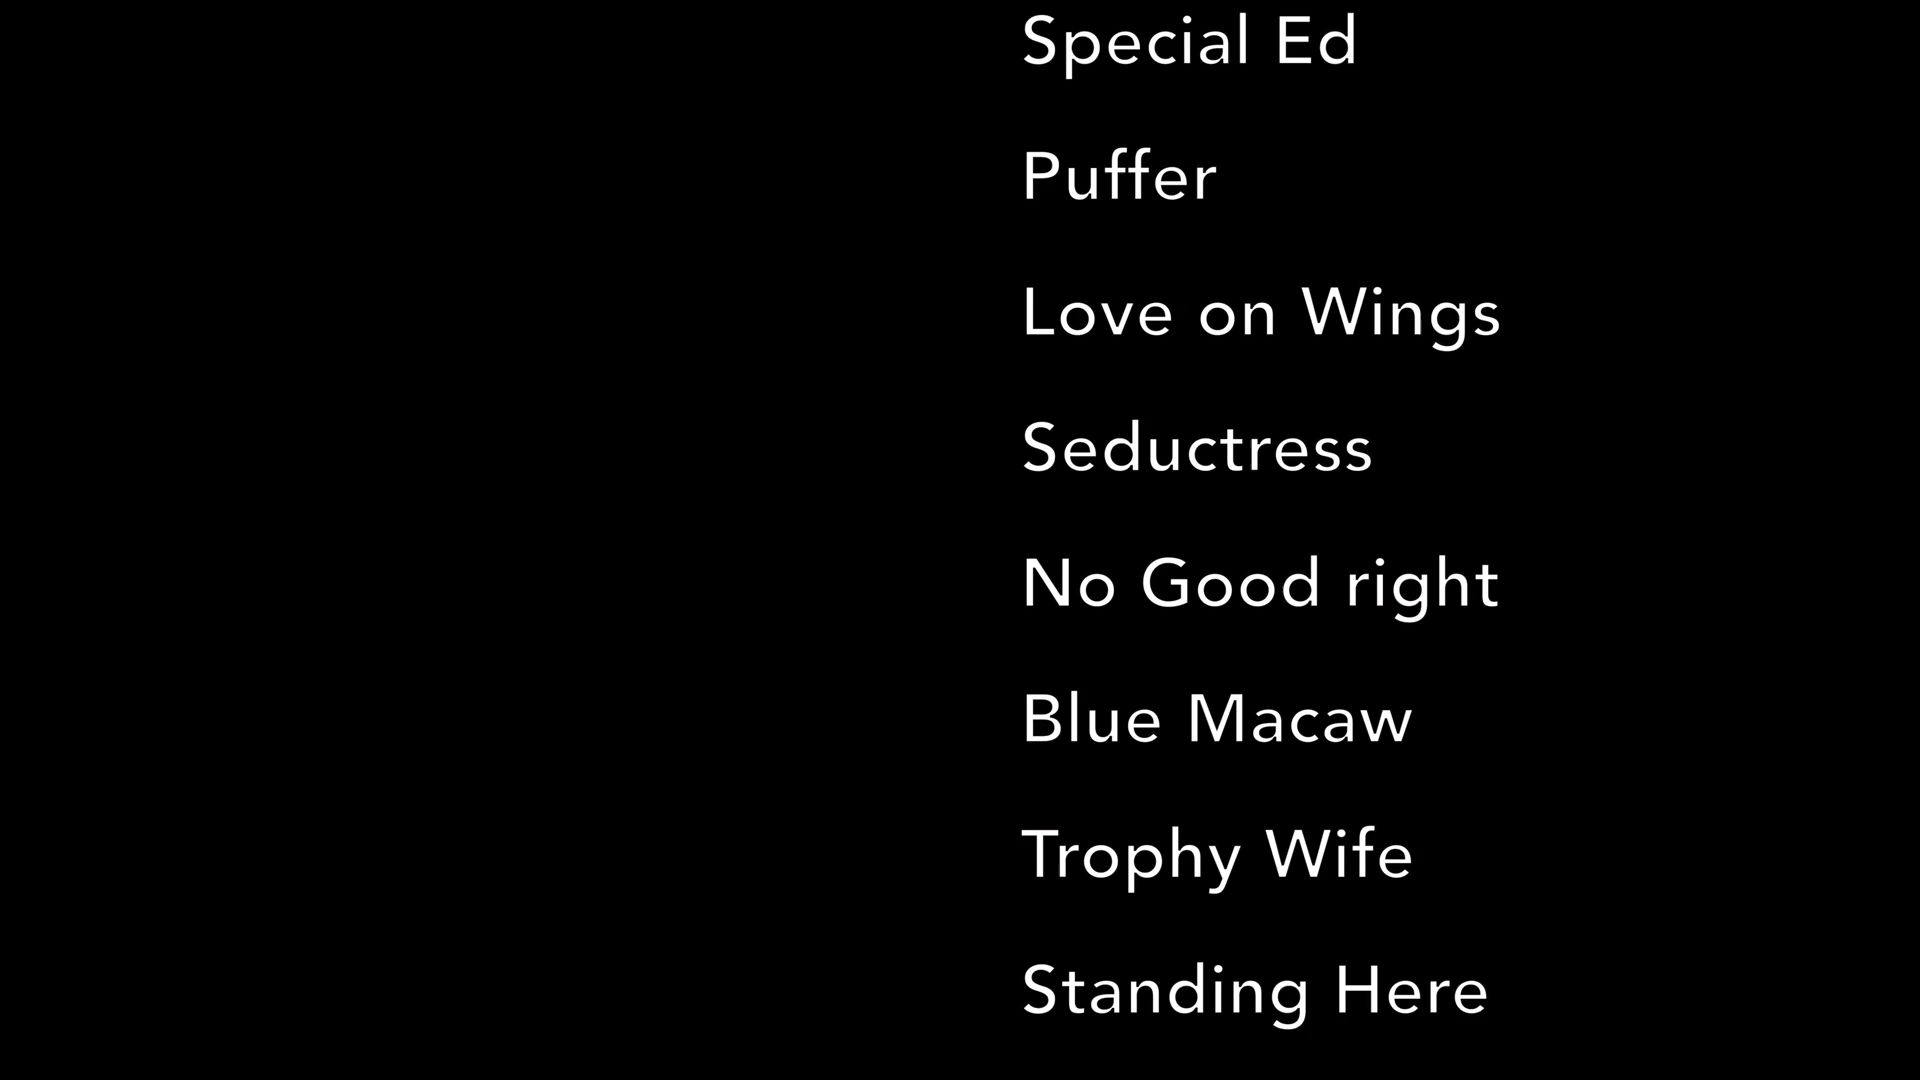 Special Ed
Puffer
Love on Wings
Seductress
No Good right
Blue Macaw
Trophy Wife
Standing Here